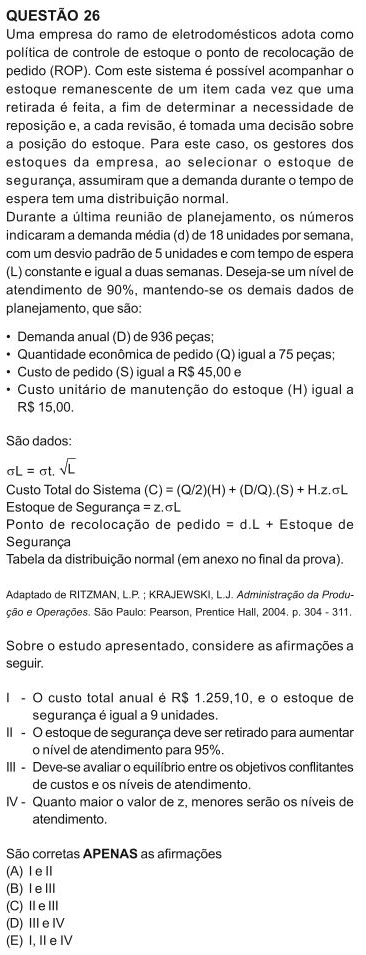 QUESTÃO 26
Uma empresa do ramo de eletrodomésticos adota como
política de controle de estoque o ponto de recolocação de
pedido (ROP). Com este sistema é possível acompanhar o
estoque remanescente de um item cada vez que uma
retirada é feita, a fim de determinar a necessidade de
reposição e, a cada revisão, é tomada uma decisão sobre
a posição do estoque. Para este caso, os gestores dos
estoques da empresa, ao selecionar o estoque de
segurança, assumiram que a demanda durante o tempo de
espera tem uma distribuição normal.
Durante a última reunião de planejamento, os números
indicaram a demanda média (d) de 18 unidades por semana,
com um desvio padrão de 5 unidades e com tempo de espera
(L) constante e igual a duas semanas. Deseja-se um nível de
atendimento de 90%, mantendo-se os demais dados de
planejamento, que são:
• Demanda anual (D) de 936 peças;
• Quantidade econômica de pedido (Q) igual a 75 peças;
• Custo de pedido (S) igual a R$ 45,00 e
• Custo unitário de manutenção do estoque (H) igual a
R$ 15,00.
São dados:
σL = σt. √L
Custo Total do Sistema (C) = (Q/2)(H) + (D/Q).(S) + H.z.σL
Estoque de Segurança = z.σL
Ponto de recolocação de pedido = d.L + Estoque de
Segurança
Tabela da distribuição normal (em anexo no final da prova).
Adaptado de RITZMAN, L.P. ; KRAJEWSKI, L.J. Administração da Produ-
ção e Operações. São Paulo: Pearson, Prentice Hall, 2004. p. 304 - 311.
Sobre o estudo apresentado, considere as afirmações a
seguir.
I - O custo total anual é R$ 1.259,10, e o estoque de
segurança é igual a 9 unidades.
II - O estoque de segurança deve ser retirado para aumentar
o nível de atendimento para 95%.
III - Deve-se avaliar o equilíbrio entre os objetivos conflitantes
de custos e os níveis de atendimento.
IV - Quanto maior o valor de z, menores serão os níveis de
atendimento.
São corretas APENAS as afirmações
(A) I e II
(B) I e III
(C) II e III
(D) III e IV
(E) I, II e IV